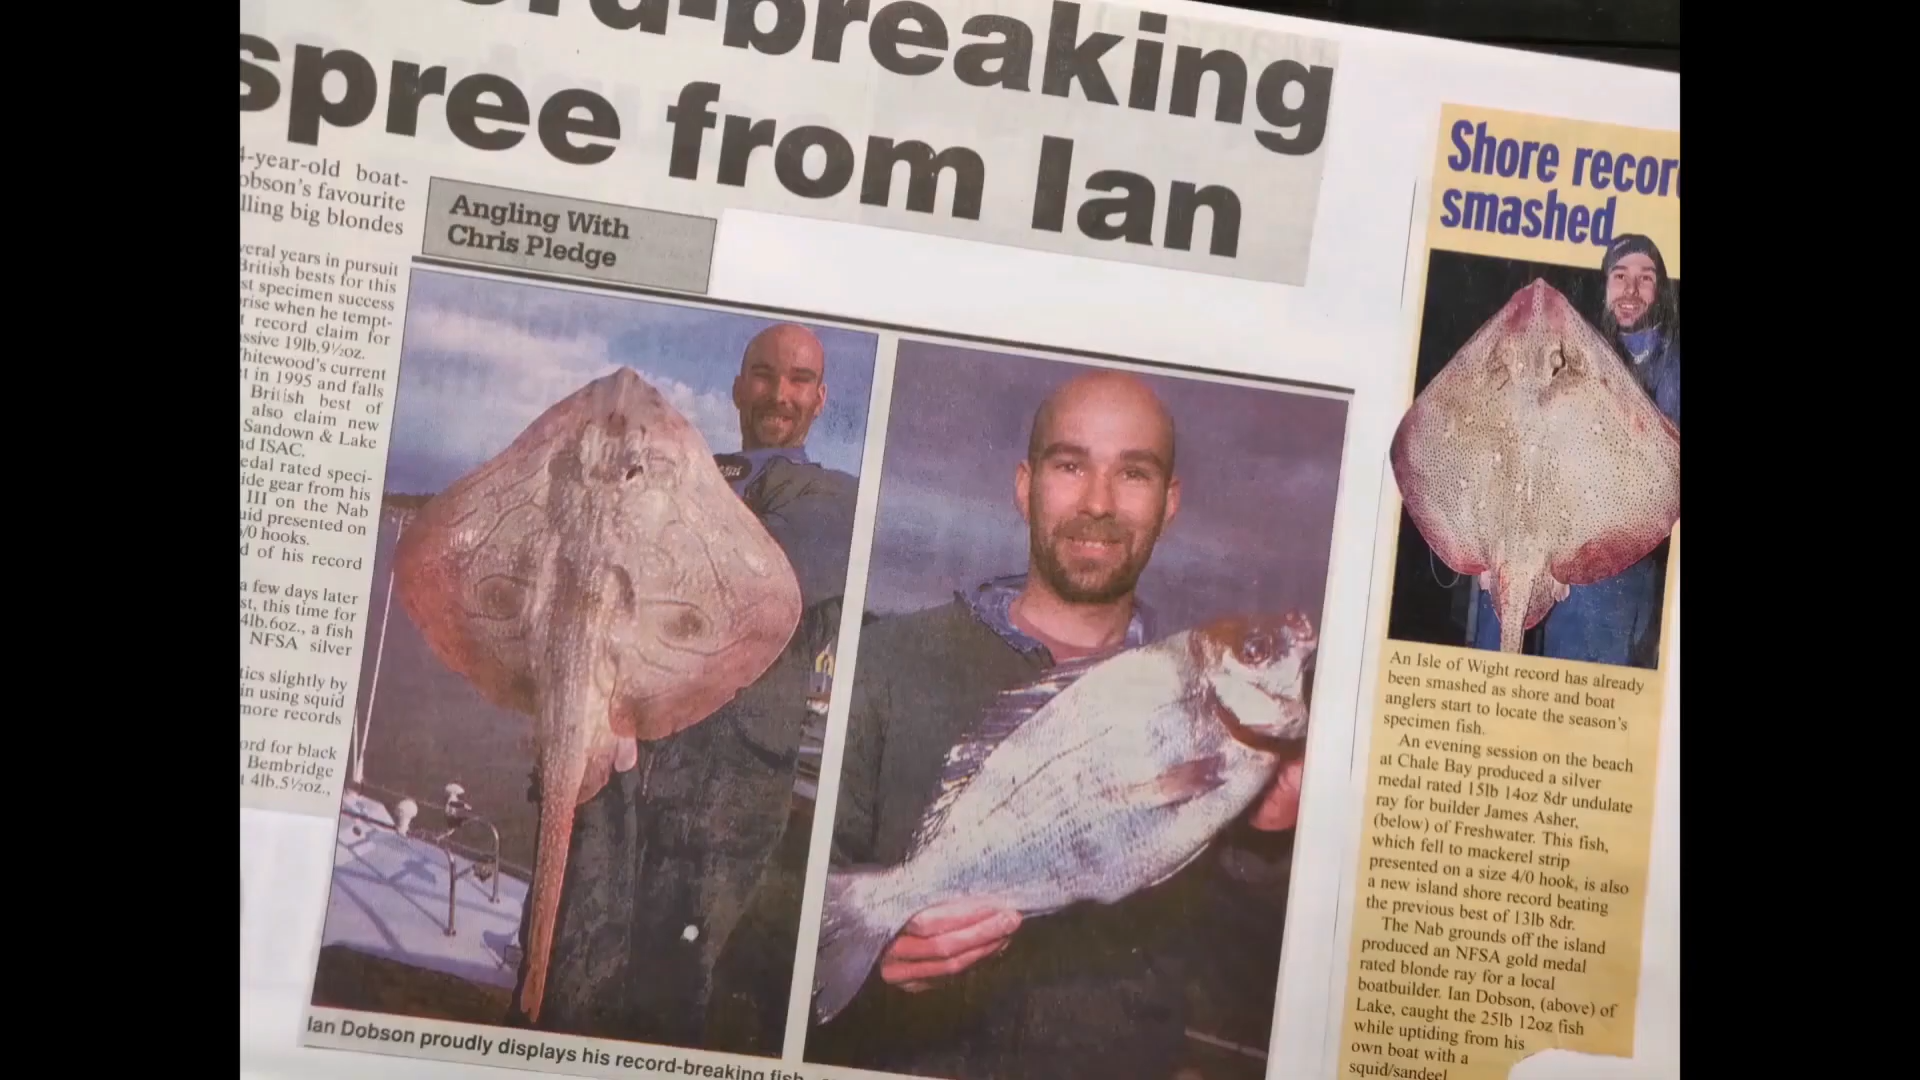 breaking
spree from Ian
4-year-old boat-
obson's favourite
lling big blondes
Angling With
Chris Pledge
veral years in pursuit
British bests for this
st specimen success
rise when he tempt-
t record claim for
ssive 19lb.9½oz.
hitewood's current
t in 1995 and falls
British best of
also claim new
Sandown & Lake
nd ISAC.
edal rated speci-
ide gear from his
III on the Nab
uid presented on
/0 hooks.
d of his record
a few days later
st, this time for
4lb.6oz., a fish
NFSA silver
tics slightly by
in using squid
more records
ord for black
Bembridge
t 4lb.5½oz.,
Ian Dobson proudly displays his record-breaking fish
Shore recor
smashed
An Isle of Wight record has already
been smashed as shore and boat
anglers start to locate the season's
specimen fish.
An evening session on the beach
at Chale Bay produced a silver
medal rated 15lb 14oz 8dr undulate
ray for builder James Asher,
(below) of Freshwater. This fish,
which fell to mackerel strip
presented on a size 4/0 hook, is also
a new island shore record beating
the previous best of 13lb 8dr.
The Nab grounds off the island
produced an NFSA gold medal
rated blonde ray for a local
boatbuilder. Ian Dobson, (above) of
Lake, caught the 25lb 12oz fish
while uptiding from his
own boat with a
squid/sandeel